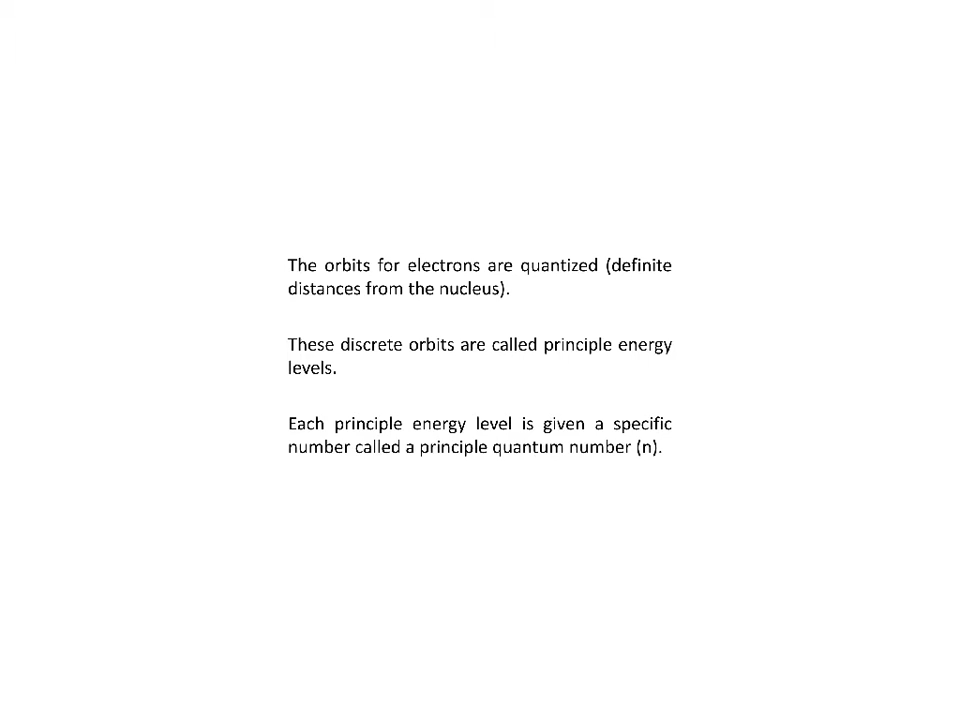 The orbits for electrons are quantized (definite
distances from the nucleus).
These discrete orbits are called principle energy
levels.
Each principle energy level is given a specific
number called a principle quantum number (n).